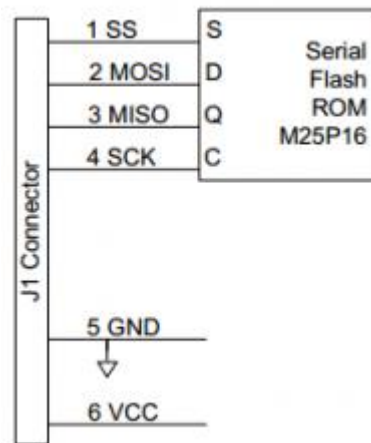 1 SS
S
2 MOSI
D
3 MISO
Q
4 SCK
C
Serial
Flash
ROM
M25P16
J1 Connector
5 GND
6 VCC